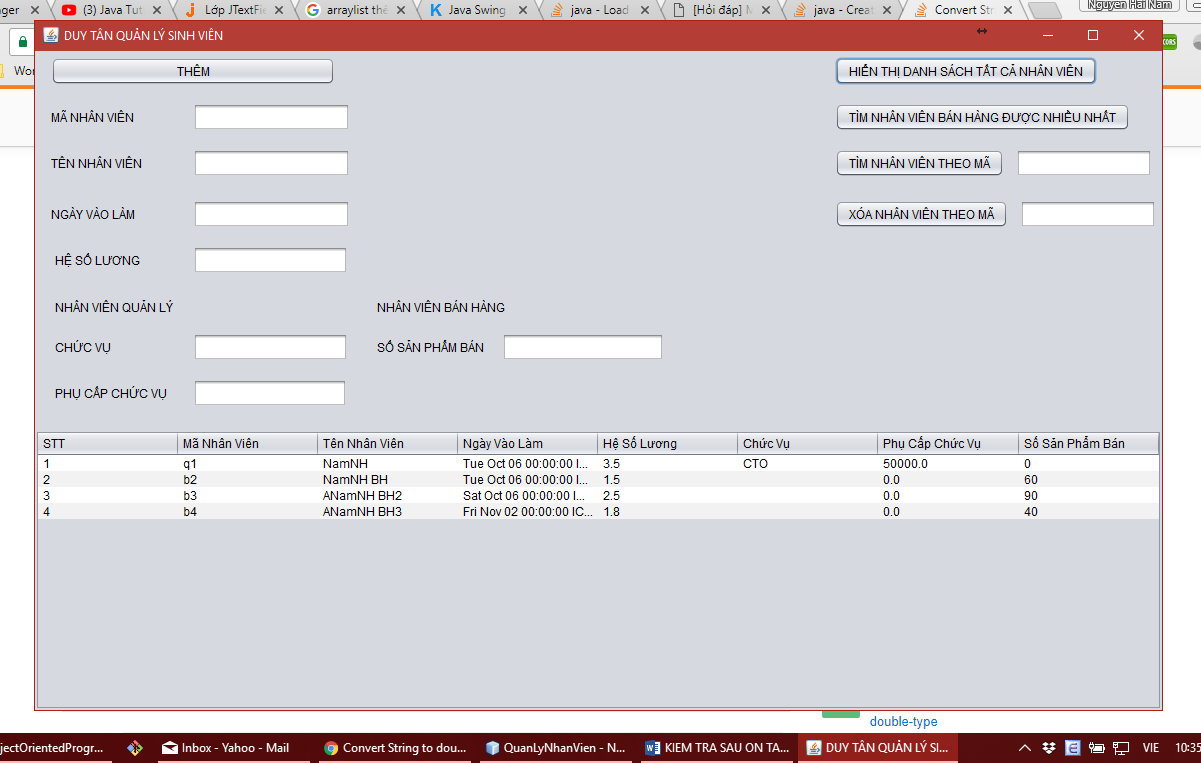 ger
(3) Java Tut
Lớp JTextFie
arraylist thê
Java Swing
java - Load
[Hỏi đáp]
java - Creat
Convert Str
Nguyen Hai Nam
DUY TÂN QUẢN LÝ SINH VIÊN
CORS
Wor
THÊM
HIỂN THỊ DANH SÁCH TẤT CẢ NHÂN VIÊN
MÃ NHÂN VIÊN
TÌM NHÂN VIÊN BÁN HÀNG ĐƯỢC NHIỀU NHẤT
TÊN NHÂN VIÊN
TÌM NHÂN VIÊN THEO MÃ
NGÀY VÀO LÀM
XÓA NHÂN VIÊN THEO MÃ
HỆ SỐ LƯƠNG
NHÂN VIÊN QUẢN LÝ
NHÂN VIÊN BÁN HÀNG
CHỨC VỤ
SỐ SẢN PHẨM BÁN
PHỤ CẤP CHỨC VỤ
STT Mã Nhân Viên Tên Nhân Viên Ngày Vào Làm Hệ Số Lương Chức Vụ Phụ Cấp Chức Vụ Số Sản Phẩm Bán
1 q1 NamNH Tue Oct 06 00:00:00 I... 3.5 CTO 50000.0 0
2 b2 NamNH BH Tue Oct 06 00:00:00 I... 1.5 0.0 60
3 b3 ANamNH BH2 Sat Oct 06 00:00:00 I... 2.5 0.0 90
4 b4 ANamNH BH3 Fri Nov 02 00:00:00 IC... 1.8 0.0 40
double-type
jectOrientedProgr...
Inbox - Yahoo - Mail
Convert String to dou...
QuanLyNhanVien - N...
KIEM TRA SAU ON TA...
DUY TÂN QUẢN LÝ SI...
VIE
10:35